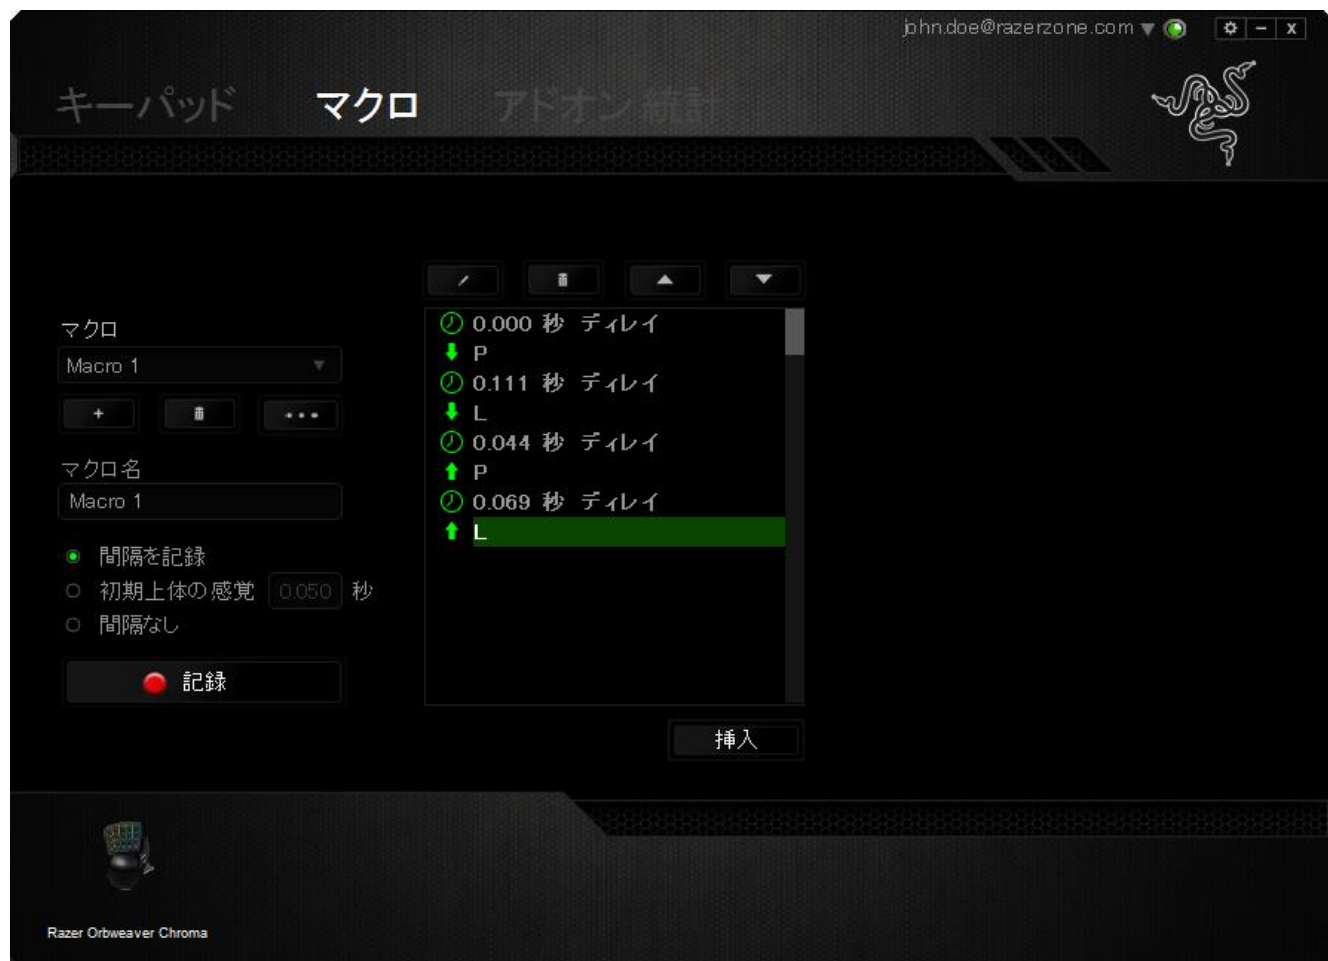 john.doe@razerzone.com
キーパッド マクロ アドオン 統計
マクロ
Macro 1
マクロ名
Macro 1
間隔を記録
初期上体の感覚 0.050 秒
間隔なし
記録
0.000 秒 ディレイ
P
0.111 秒 ディレイ
L
0.044 秒 ディレイ
P
0.069 秒 ディレイ
L
挿入
Razer Orbweaver Chroma